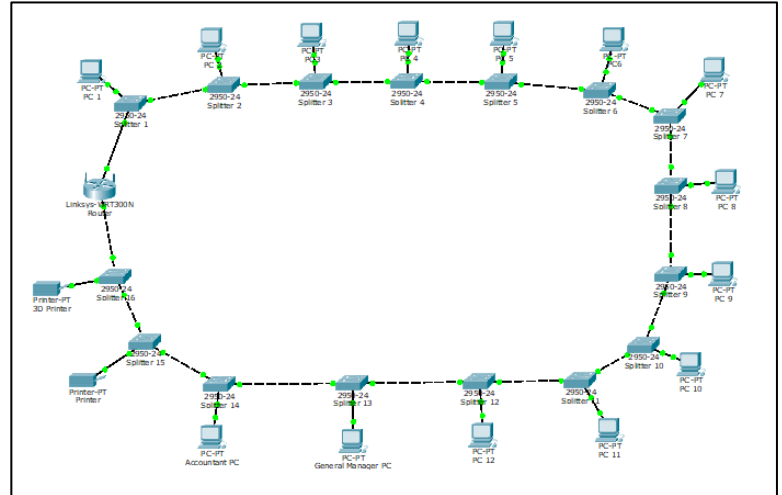 PC-PT
PC 1
2950-24
Splitter 1
PC-PT
PC 2
2950-24
Splitter 2
PC-PT
PC 3
2950-24
Splitter 3
PC-PT
PC 4
2950-24
Splitter 4
PC-PT
PC 5
2950-24
Splitter 5
PC-PT
PC6
2950-24
Splitter 6
PC-PT
PC 7
2950-24
Splitter 7
PC-PT
PC 8
2950-24
Splitter 8
PC-PT
PC 9
2950-24
Splitter 9
PC-PT
PC 10
2950-24
Splitter 10
PC-PT
PC 11
2950-24
Splitter 11
PC-PT
PC 12
2950-24
Splitter 12
PC-PT
General Manager PC
2950-24
Splitter 13
PC-PT
Accountant PC
2950-24
Splitter 14
Printer-PT
Printer
2950-24
Splitter 15
Printer-PT
3D Printer
2950-24
Splitter 16
Linksys-WRT300N
Router